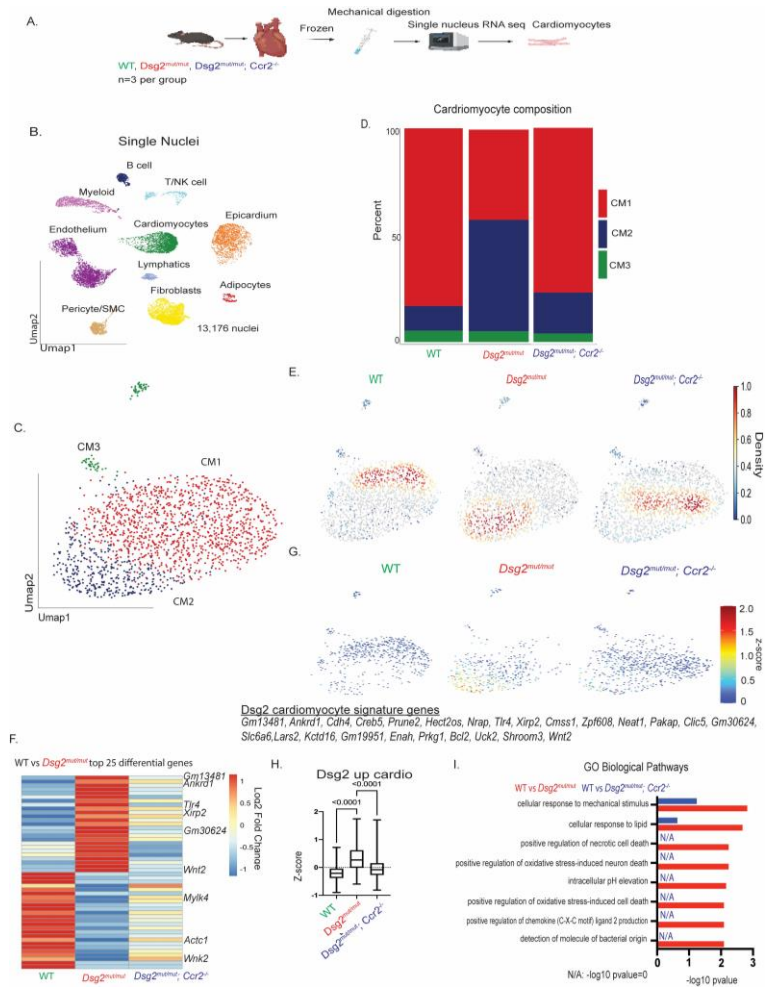 A.
Mechanical digestion
Frozen
Single nucleus RNA seq
Cardiomyocytes
WT, Dsg2mut/mut, Dsg2mut/mut; Ccr2-/-
n=3 per group
B.
Single Nuclei
B cell
T/NK cell
Myeloid
Cardiomyocytes
Epicardium
Endothelium
Lymphatics
Fibroblasts
Adipocytes
Pericyte/SMC
13,176 nuclei
Umap2
Umap1
D.
Cardriomyocyte composition
100
50
0
Percent
CM1
CM2
CM3
WT
Dsg2mut/mut
Dsg2mut/mut; Ccr2-/-
C.
CM3
CM1
CM2
Umap2
Umap1
E.
WT
Dsg2mut/mut
Dsg2mut/mut; Ccr2-/-
1.0
0.8
0.6
0.4
0.2
0.0
Density
G.
WT
Dsg2mut/mut
Dsg2mut/mut; Ccr2-/-
2.0
1.5
1.0
0.5
0
z-score
Dsg2 cardiomyocyte signature genes
Gm13481, Ankrd1, Cdh4, Creb5, Prune2, Hect2os, Nrap, Tlr4, Xirp2, Cmss1, Zpf608, Neat1, Pakap, Clic5, Gm30624,
Slc6a6,Lars2, Kctd16, Gm19951, Enah, Prkg1, Bcl2, Uck2, Shroom3, Wnt2
F.
WT vs Dsg2mut/mut top 25 differential genes
Gm13481
Ankrd1
Tlr4
Xirp2
Gm30624
Wnt2
Mylk4
Actc1
Wnk2
1
0.5
0
-0.5
-1
Log2 Fold Change
WT
Dsg2mut/mut
Dsg2mut/mut; Ccr2-/-
H.
Dsg2 up cardio
<0.0001
<0.0001
2
1
0
-1
Z-score
WT
Dsg2mut/mut
Dsg2mut/mut; Ccr2-/-
I.
GO Biological Pathways
WT vs Dsg2mut/mut WT vs Dsg2mut/mut; Ccr2-/-
cellular response to mechanical stimulus
cellular response to lipid
positive regulation of necrotic cell death
N/A
positive regulation of oxidative stress-induced neuron death
N/A
intracellular pH elevation
N/A
positive regulation of oxidative stress-induced cell death
N/A
positive regulation of chemokine (C-X-C motif) ligand 2 production
N/A
detection of molecule of bacterial origin
N/A
0 1 2 3
N/A: -log10 pvalue=0
-log10 pvalue